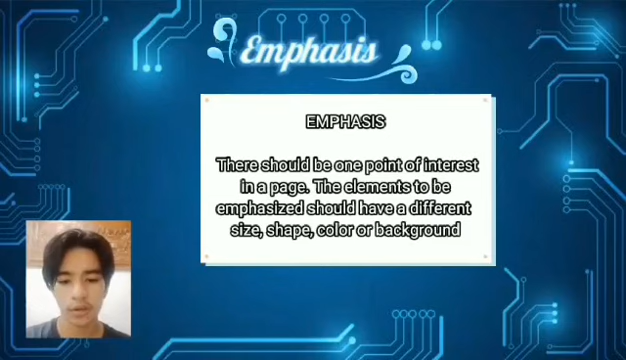 Emphasis
EMPHASIS
There should be one point of interest
in a page. The elements to be
emphasized should have a different
size, shape, color or background